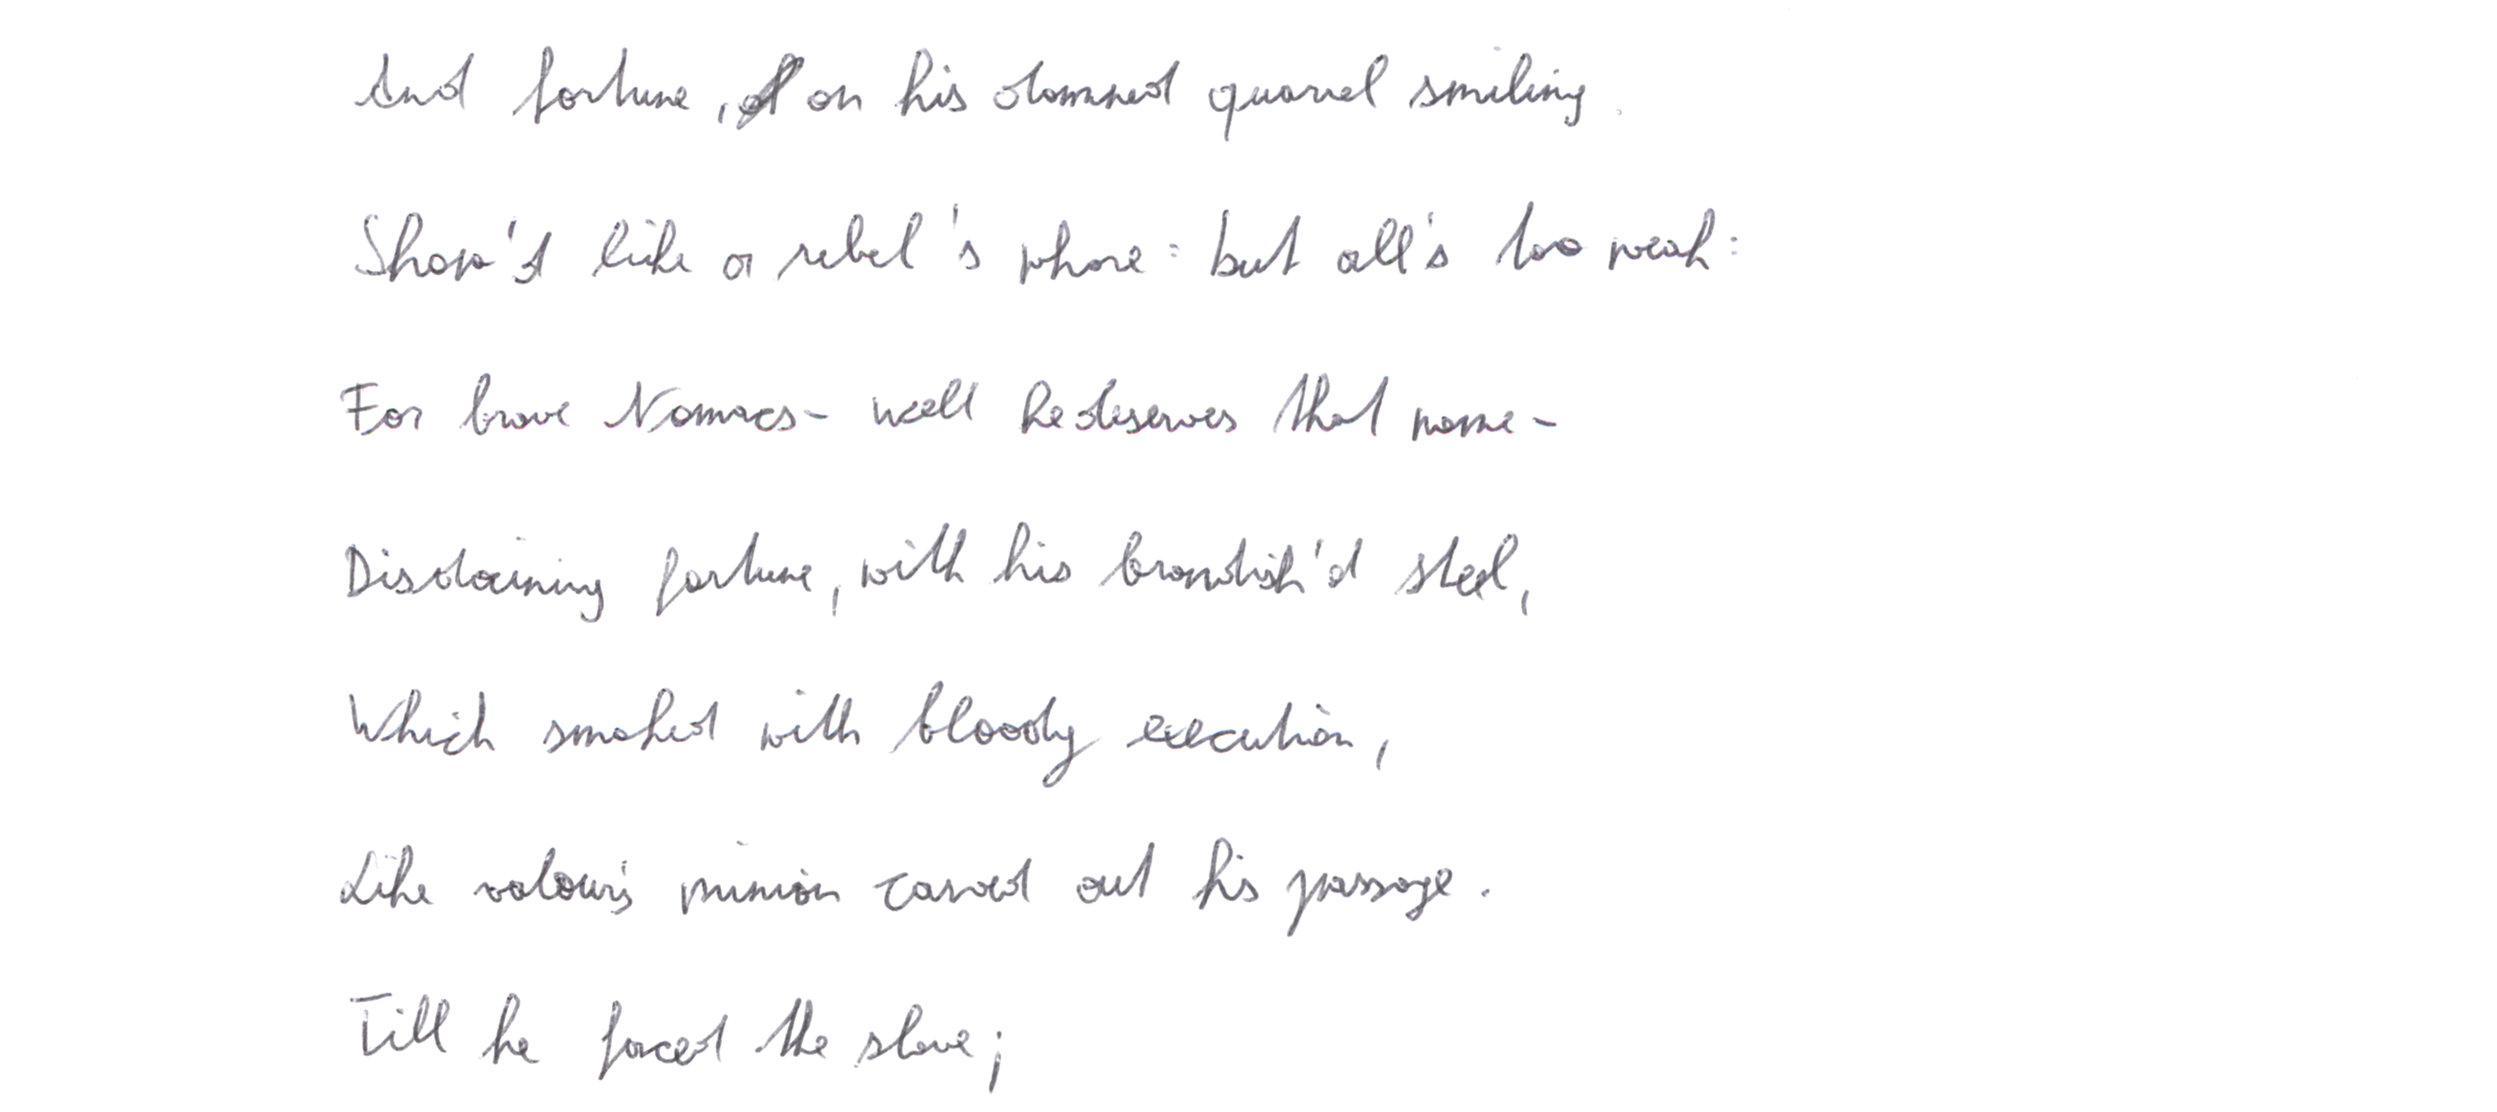 And fortune, on his damned quarrel smiling.
Show'd like a rebel's whore: but all's too weak:
For brave Nomacs - well he deserves that name -
Disdaining fortune, with his brandish'd steel,
Which smoked with bloody execution,
Like valour's minion carved out his passage.
Till he faced the slave;